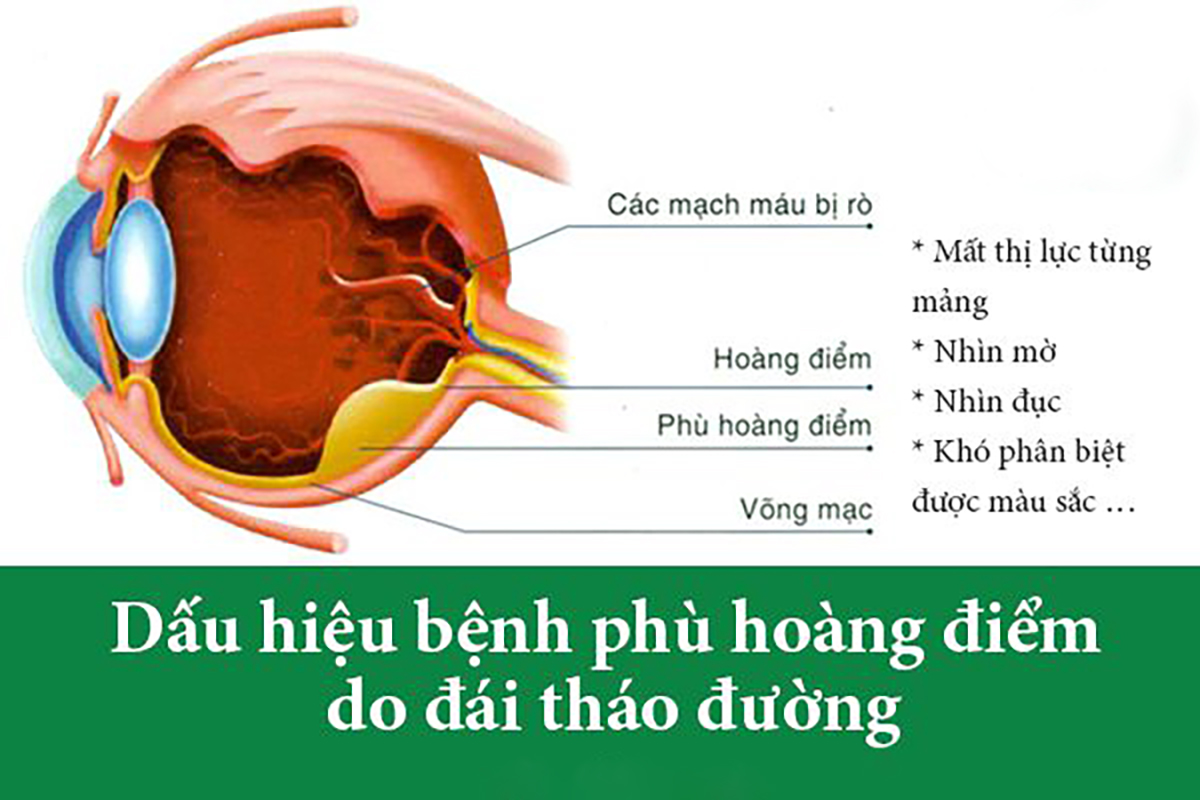 Các mạch máu bị rò
Hoàng điểm
Phù hoàng điểm
Võng mạc
* Mất thị lực từng
mảng
* Nhìn mờ
* Nhìn đục
* Khó phân biệt
được màu sắc ...
Dấu hiệu bệnh phù hoàng điểm
do đái tháo đường